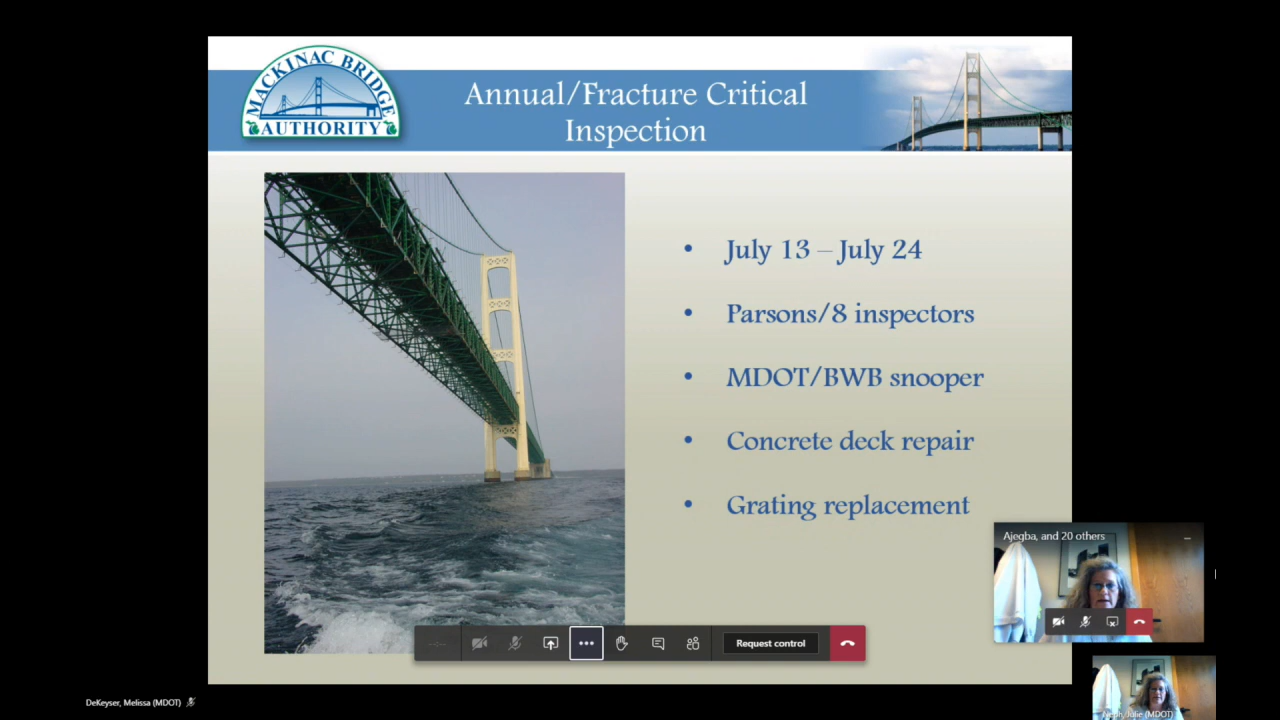 MACKINAC BRIDGE
AUTHORITY
Annual/Fracture Critical
Inspection
• July 13 – July 24
• Parsons/8 inspectors
• MDOT/BWB snooper
• Concrete deck repair
• Grating replacement
Ajegba, and 20 others
Request control
DeKeyser, Melissa (MDOT)
(MDOT)